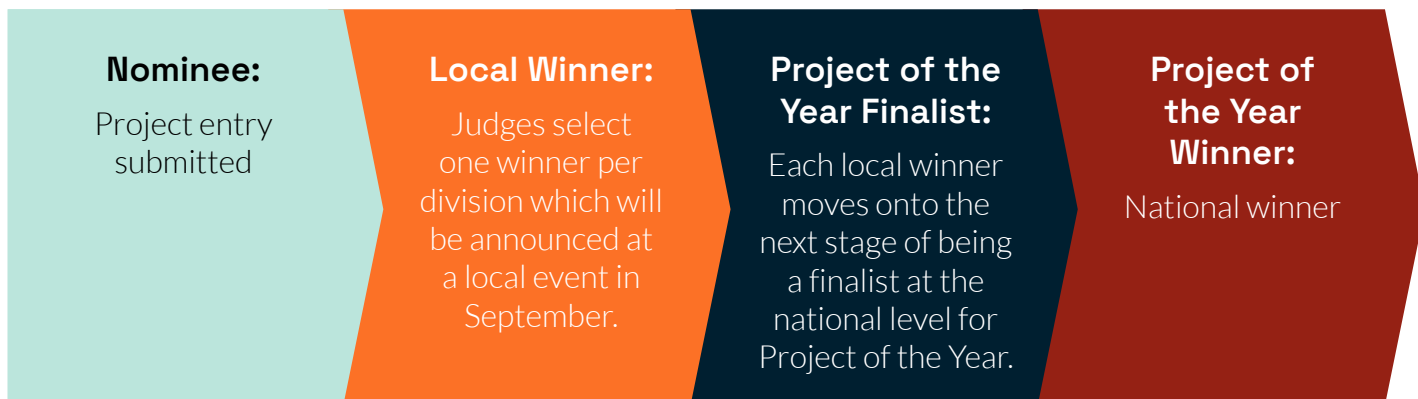 Nominee:
Project entry
submitted
Local Winner:
Judges select
one winner per
division which will
be announced at
a local event in
September.
Project of the
Year Finalist:
Each local winner
moves onto the
next stage of being
a finalist at the
national level for
Project of the Year.
Project of
the Year
Winner:
National winner